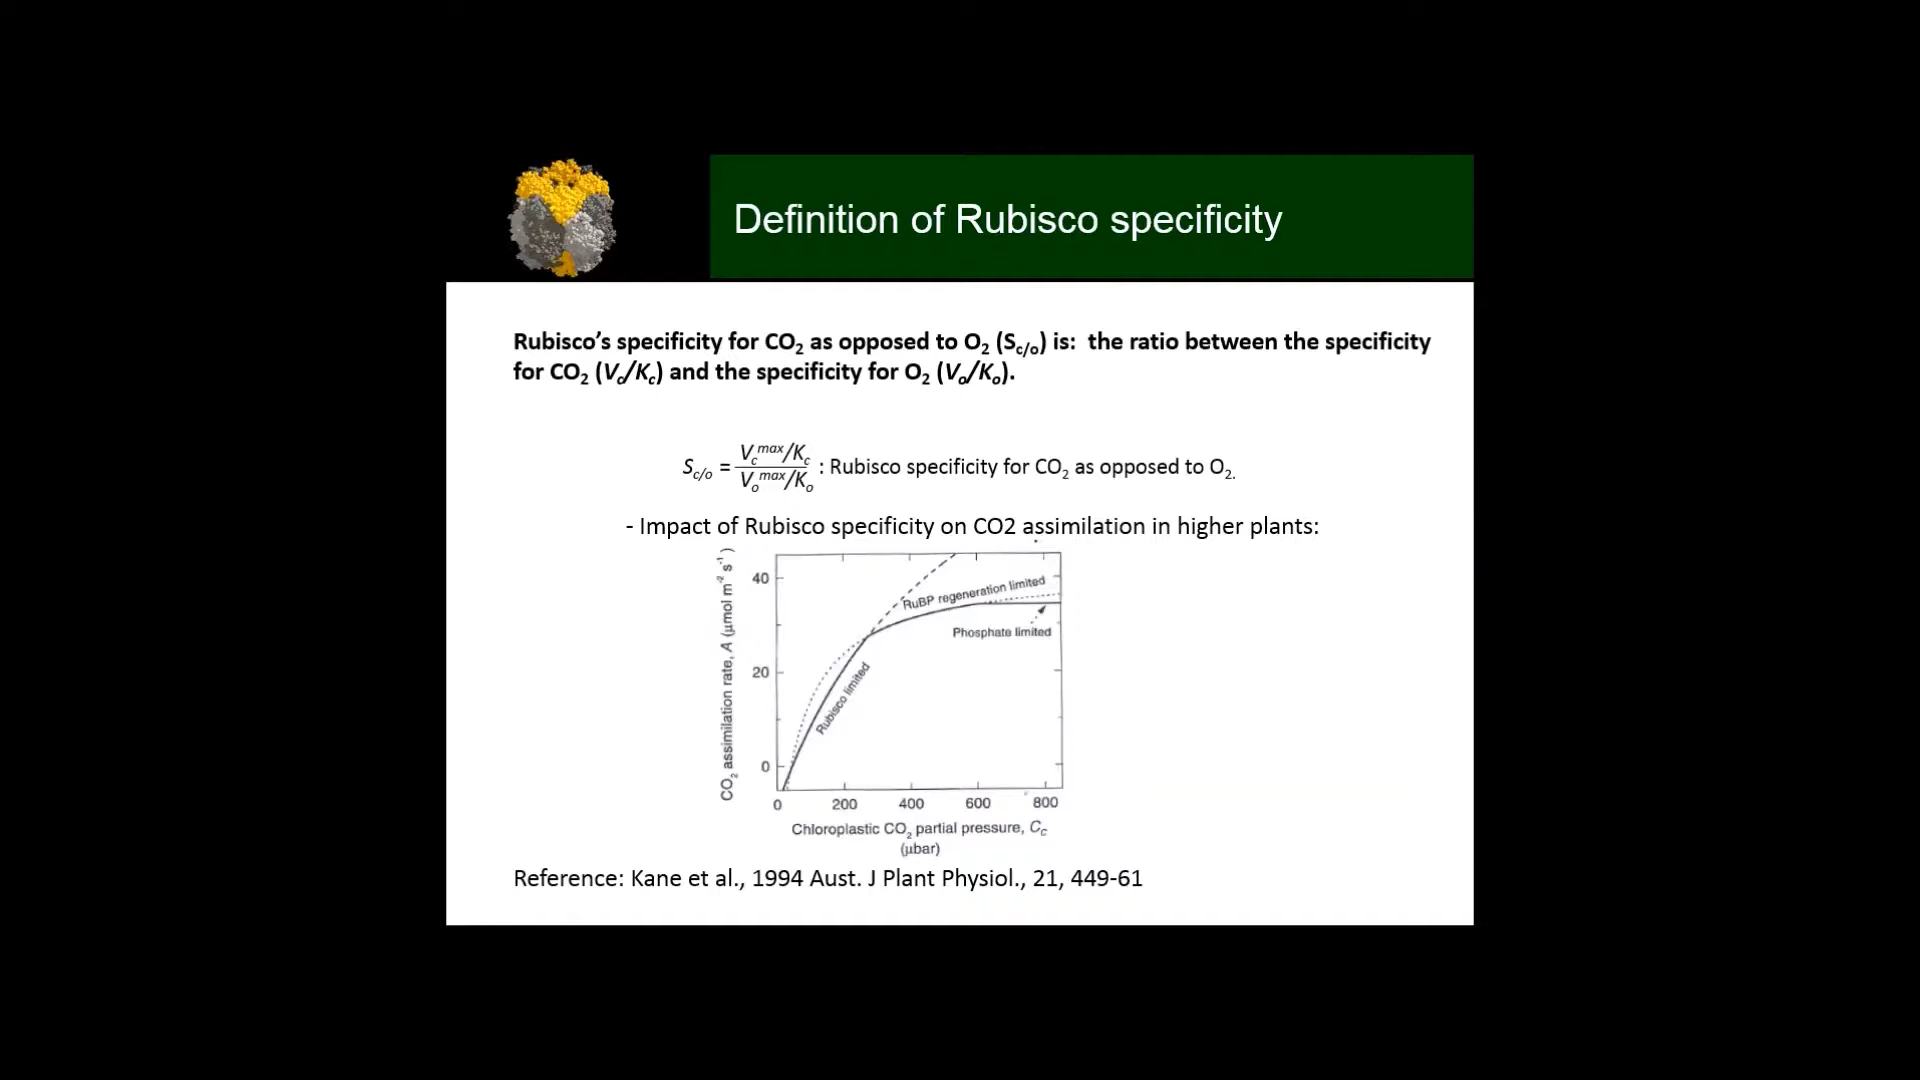 Definition of Rubisco specificity
Rubisco's specificity for CO₂ as opposed to O₂ (Sc/o) is: the ratio between the specificity
for CO₂ (Vc/Kc) and the specificity for O₂ (Vo/Ko).
Sc/o = Vc^max/Kc / Vo^max/Ko : Rubisco specificity for CO₂ as opposed to O₂.
- Impact of Rubisco specificity on CO2 assimilation in higher plants:
CO₂ assimilation rate, A (μmol m⁻² s⁻¹)
40
20
0
RuBP regeneration limited
Phosphate limited
Rubisco limited
0 200 400 600 800
Chloroplastic CO₂ partial pressure, Cc
(μbar)
Reference: Kane et al., 1994 Aust. J Plant Physiol., 21, 449-61